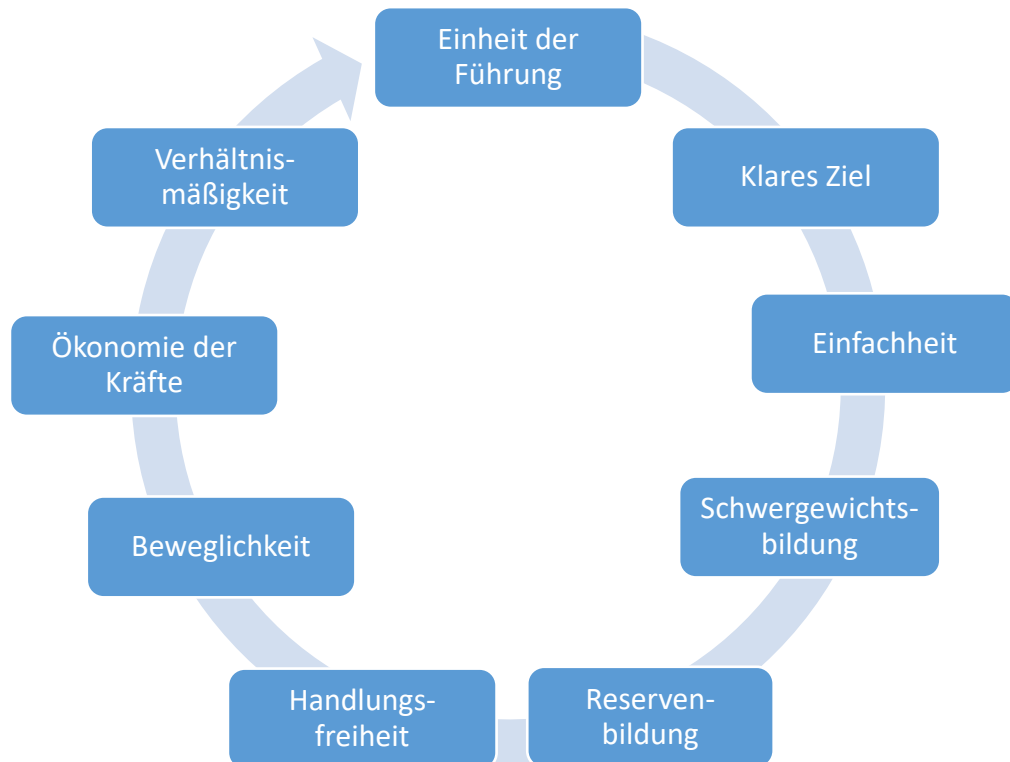 Einheit der
Führung
Klares Ziel
Einfachheit
Schwergewichts-
bildung
Reserven-
bildung
Handlungs-
freiheit
Beweglichkeit
Ökonomie der
Kräfte
Verhältnis-
mäßigkeit